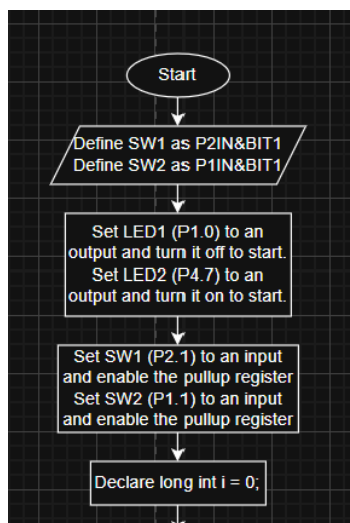 Start
Define SW1 as P2IN&BIT1
Define SW2 as P1IN&BIT1
Set LED1 (P1.0) to an
output and turn it off to start.
Set LED2 (P4.7) to an
output and turn it on to start.
Set SW1 (P2.1) to an input
and enable the pullup register
Set SW2 (P1.1) to an input
and enable the pullup register
Declare long int i = 0;